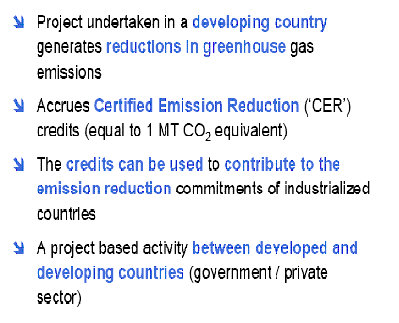 Project undertaken in a developing country
generates reductions in greenhouse gas
emissions
Accrues Certified Emission Reduction ('CER')
credits (equal to 1 MT CO₂ equivalent)
The credits can be used to contribute to the
emission reduction commitments of industrialized
countries
A project based activity between developed and
developing countries (government / private
sector)